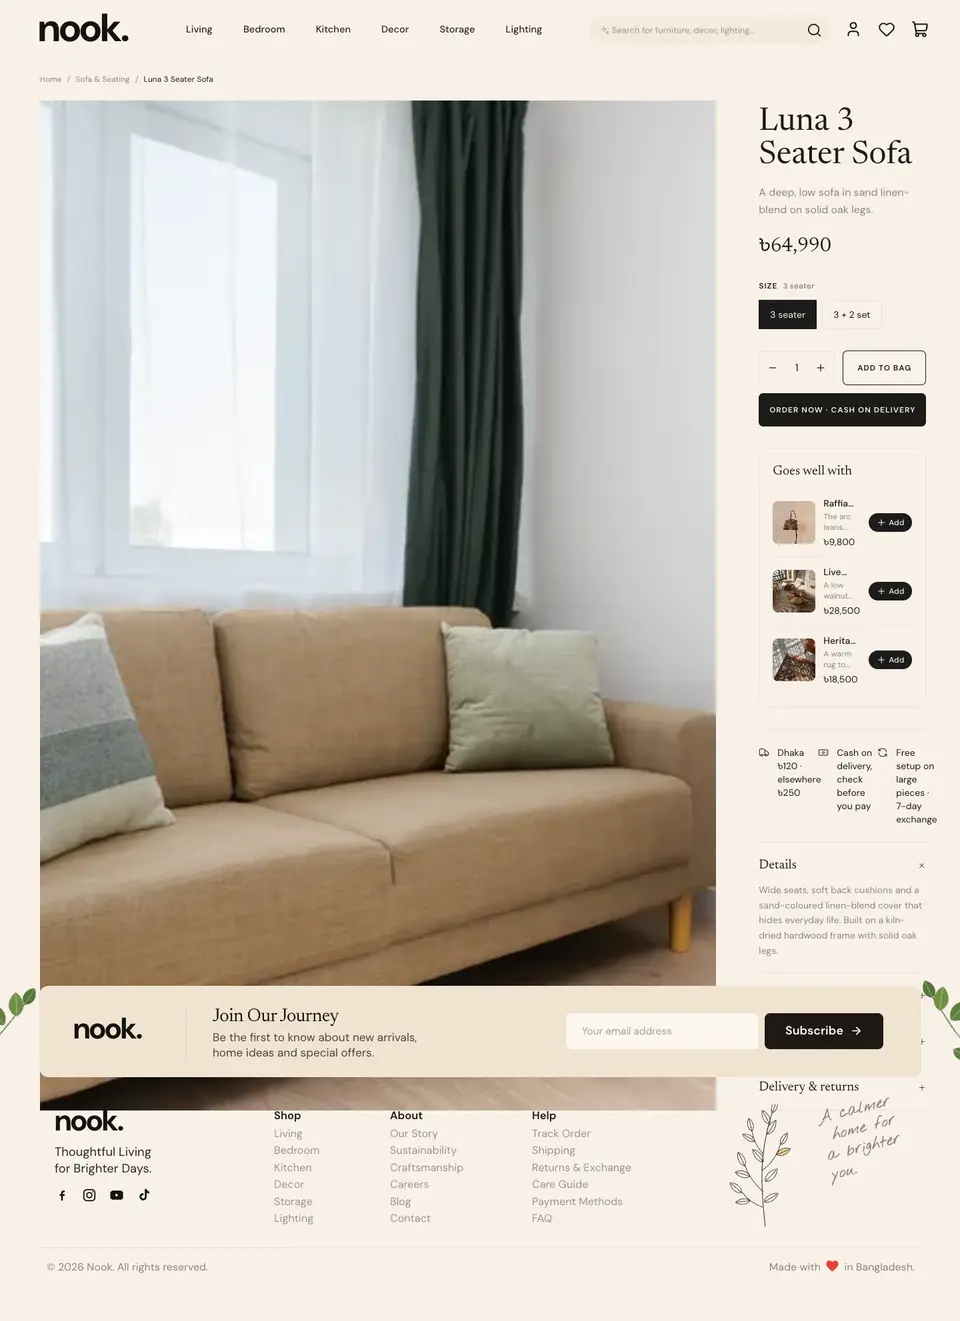 nook.
Living Bedroom Kitchen Decor Storage Lighting
Search for furniture, decor, lighting...
Home / Sofa & Seating / Luna 3 Seater Sofa
Luna 3
Seater Sofa
A deep, low sofa in sand linen-
blend on solid oak legs.
৳64,990
SIZE 3 seater
3 seater
3 + 2 set
− 1 +
ADD TO BAG
ORDER NOW · CASH ON DELIVERY
Goes well with
Raffia...
The arc
leans...
৳9,800
+ Add
Live...
A low
walnut...
৳28,500
+ Add
Herita...
A warm
rug to...
৳18,500
+ Add
Dhaka
৳120 ·
elsewhere
৳250
Cash on
delivery,
check
before
you pay
Free
setup on
large
pieces ·
7-day
exchange
Details
Wide seats, soft back cushions and a
sand-coloured linen-blend cover that
hides everyday life. Built on a kiln-
dried hardwood frame with solid oak
legs.
nook.
Join Our Journey
Be the first to know about new arrivals,
home ideas and special offers.
Your email address
Subscribe →
Delivery & returns +
nook.
Thoughtful Living
for Brighter Days.
Shop
Living
Bedroom
Kitchen
Decor
Storage
Lighting
About
Our Story
Sustainability
Craftsmanship
Careers
Blog
Contact
Help
Track Order
Shipping
Returns & Exchange
Care Guide
Payment Methods
FAQ
A calmer
home for
a brighter
you.
© 2026 Nook. All rights reserved.
Made with ❤️ in Bangladesh.